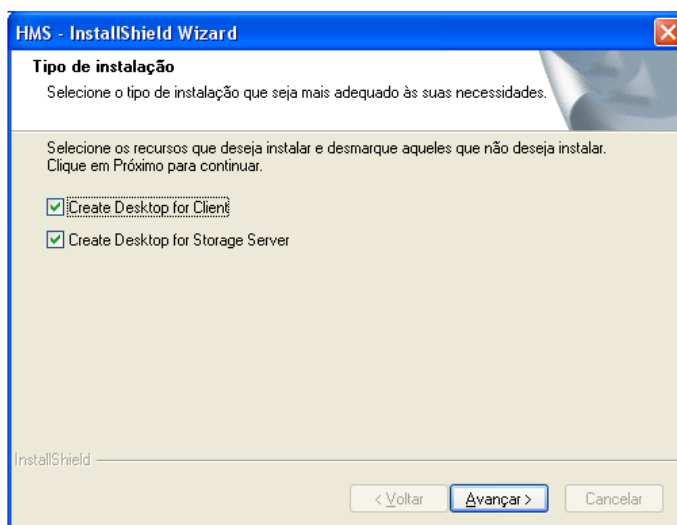 HMS - InstallShield Wizard
Tipo de instalação
Selecione o tipo de instalação que seja mais adequado às suas necessidades.
Selecione os recursos que deseja instalar e desmarque aqueles que não deseja instalar.
Clique em Próximo para continuar.
Create Desktop for Client
Create Desktop for Storage Server
InstallShield
< Voltar Avançar > Cancelar